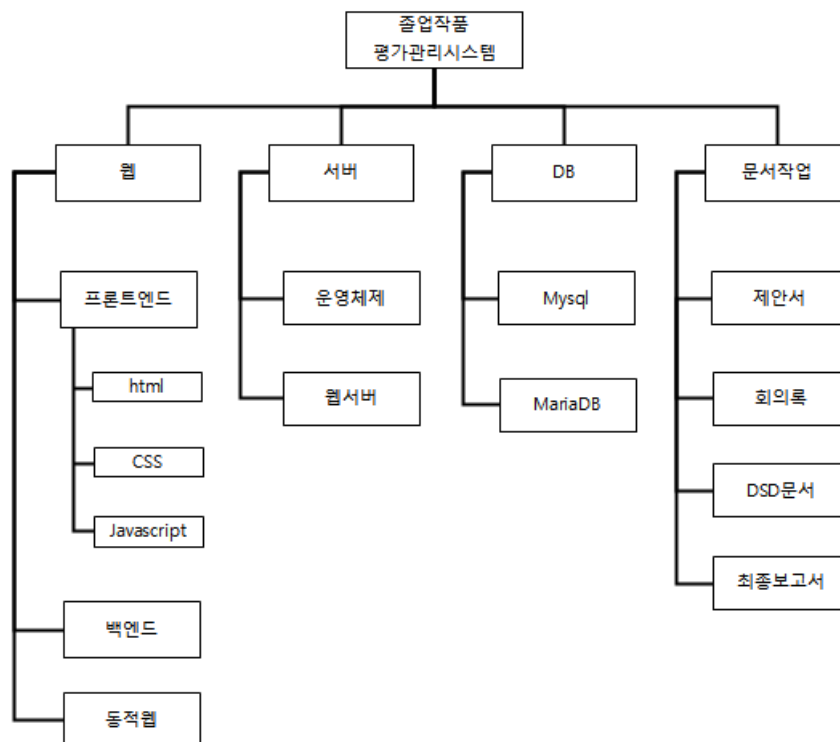 졸업작품
평가관리시스템
웹
서버
DB
문서작업
프론트엔드
운영체제
Mysql
제안서
html
웹서버
MariaDB
회의록
CSS
DSD문서
Javascript
최종보고서
백엔드
동적웹